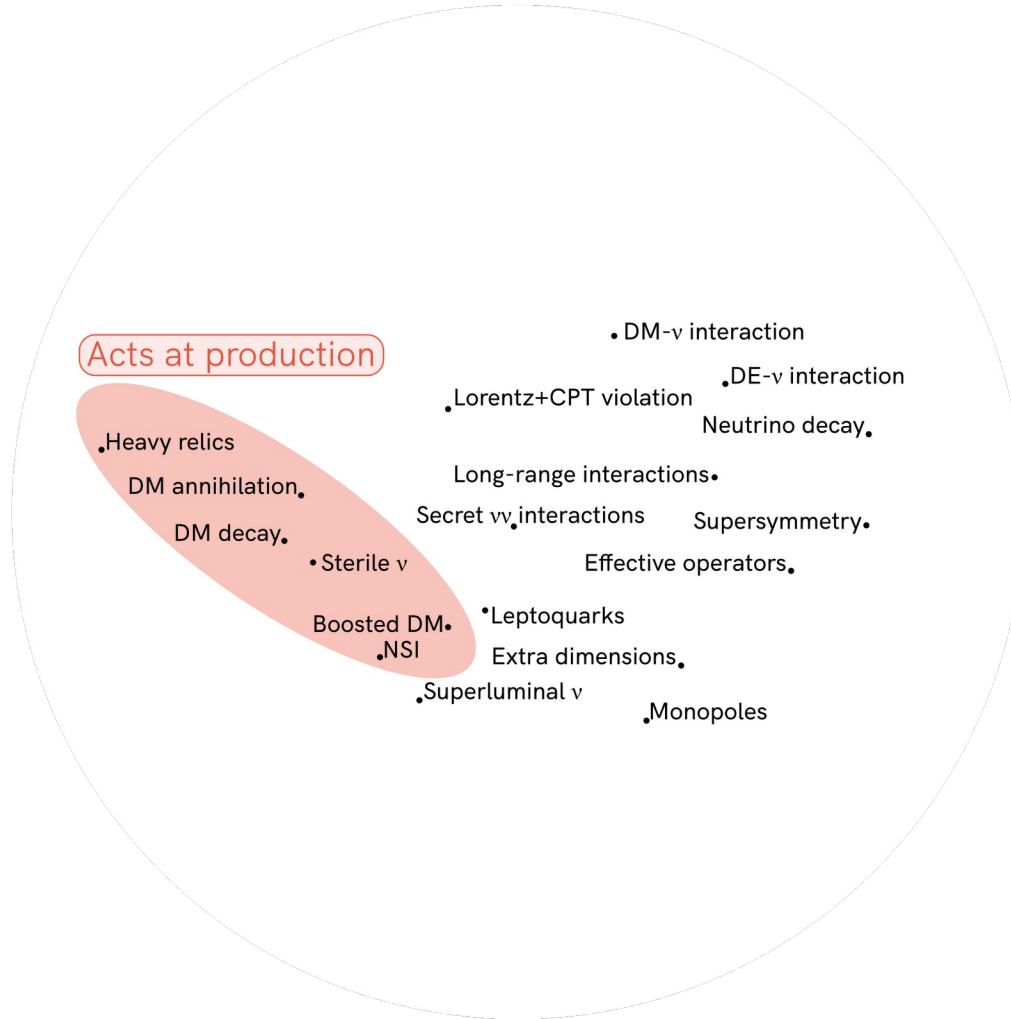 DM-ν interaction
Acts at production
DE-ν interaction
Lorentz+CPT violation
Neutrino decay
Heavy relics
Long-range interactions
DM annihilation
Secret νν interactions
Supersymmetry
DM decay
Sterile ν
Effective operators
Leptoquarks
Boosted DM
NSI
Extra dimensions
Superluminal ν
Monopoles